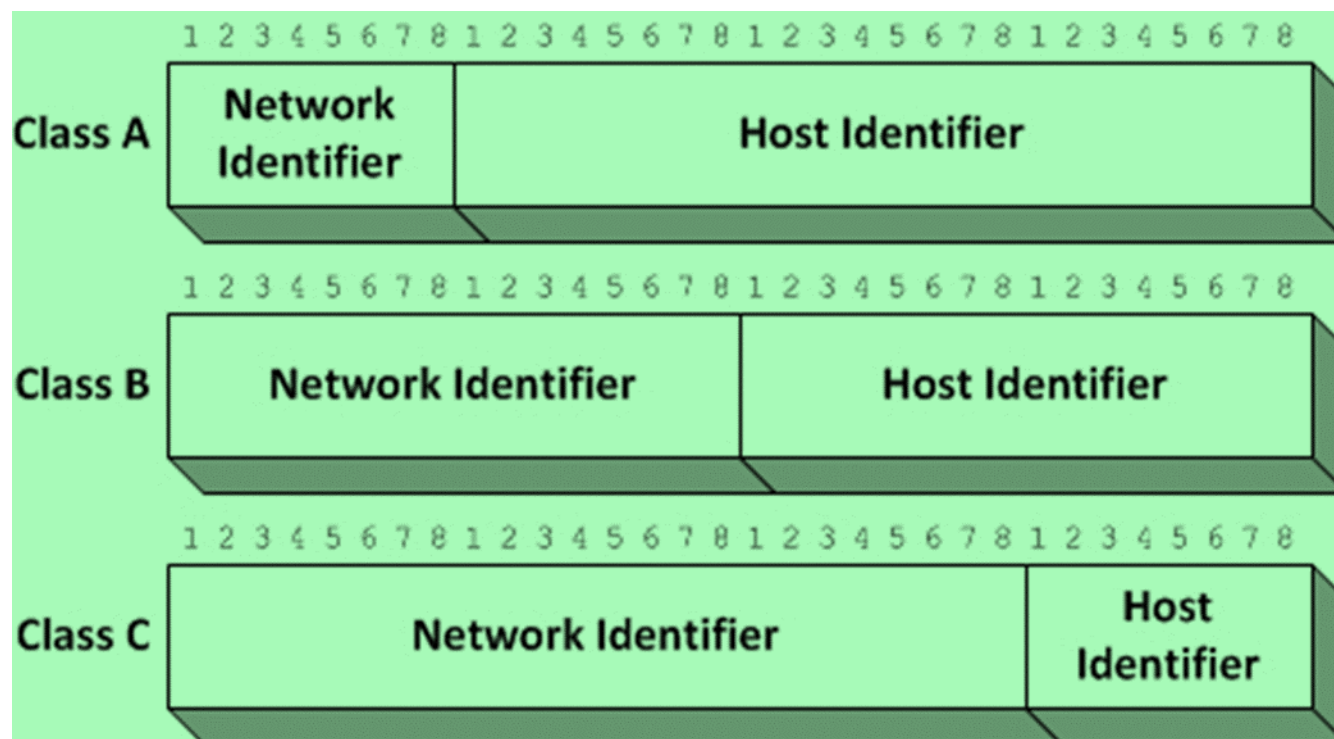 1 2 3 4 5 6 7 8 1 2 3 4 5 6 7 8 1 2 3 4 5 6 7 8 1 2 3 4 5 6 7 8
Class A
Network
Identifier
Host Identifier
1 2 3 4 5 6 7 8 1 2 3 4 5 6 7 8 1 2 3 4 5 6 7 8 1 2 3 4 5 6 7 8
Class B
Network Identifier
Host Identifier
1 2 3 4 5 6 7 8 1 2 3 4 5 6 7 8 1 2 3 4 5 6 7 8 1 2 3 4 5 6 7 8
Class C
Network Identifier
Host
Identifier